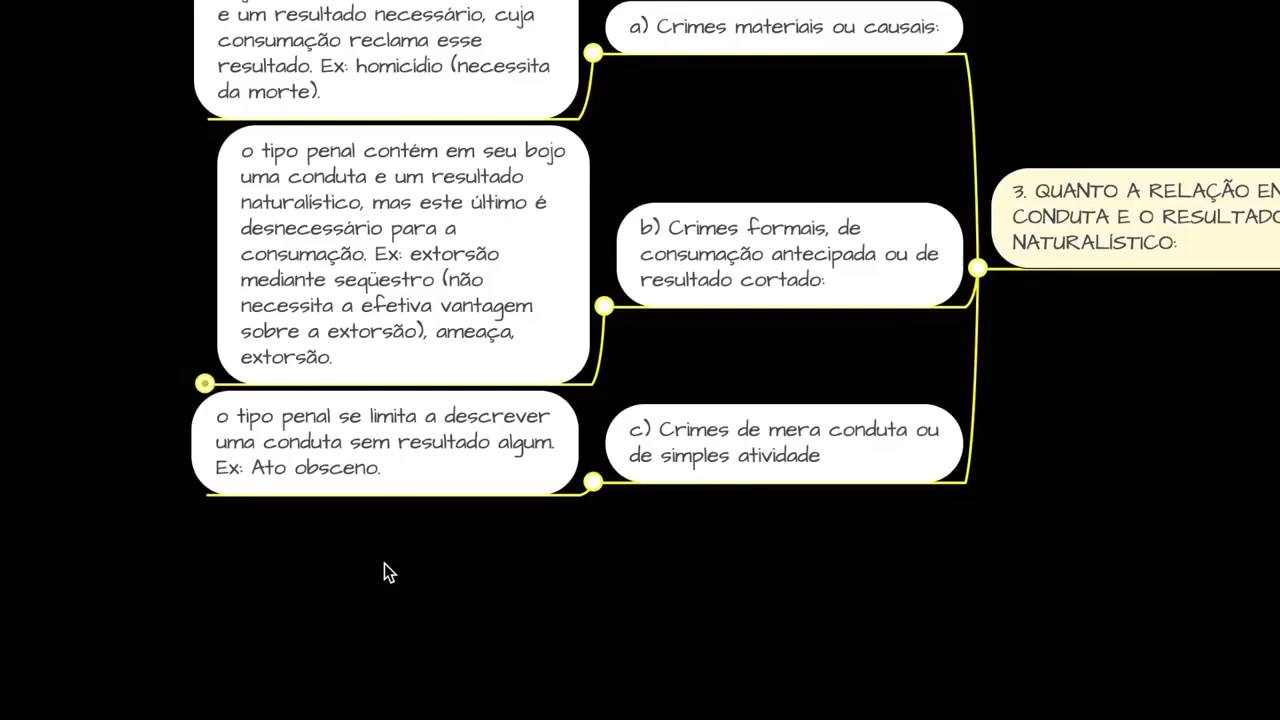 e um resultado necessário, cuja
consumação reclama esse
resultado. Ex: homicídio (necessita
da morte).
a) Crimes materiais ou causais:
o tipo penal contém em seu bojo
uma conduta e um resultado
naturalístico, mas este último é
desnecessário para a
consumação. Ex: extorsão
mediante seqüestro (não
necessita a efetiva vantagem
sobre a extorsão), ameaça,
extorsão.
b) Crimes formais, de
consumação antecipada ou de
resultado cortado:
3. QUANTO A RELAÇÃO EN
CONDUTA E O RESULTADO
NATURALÍSTICO:
o tipo penal se limita a descrever
uma conduta sem resultado algum.
Ex: Ato obsceno.
c) Crimes de mera conduta ou
de simples atividade